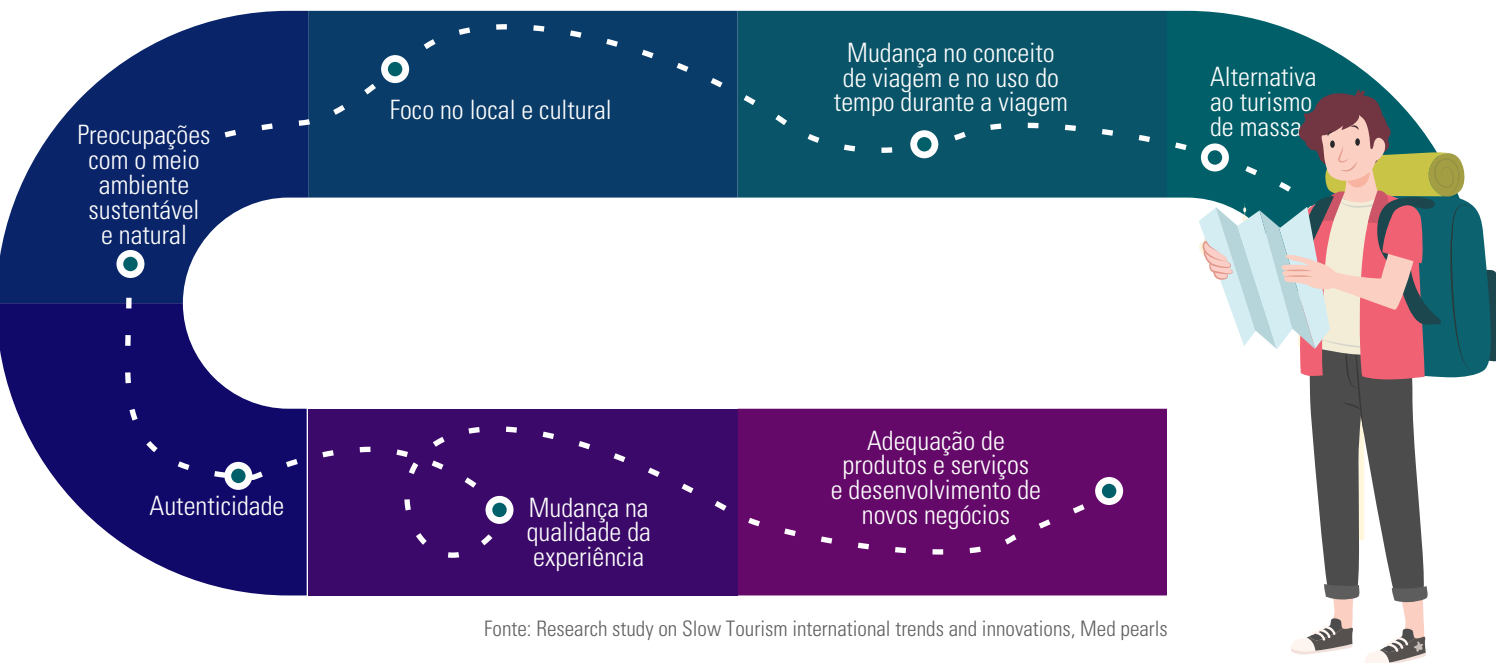 Alternativa
ao turismo
de massa
Mudança no conceito
de viagem e no uso do
tempo durante a viagem
Foco no local e cultural
Preocupações
com o meio
ambiente
sustentável
e natural
Autenticidade
Mudança na
qualidade da
experiência
Adequação de
produtos e serviços
e desenvolvimento de
novos negócios
Fonte: Research study on Slow Tourism international trends and innovations, Med pearls